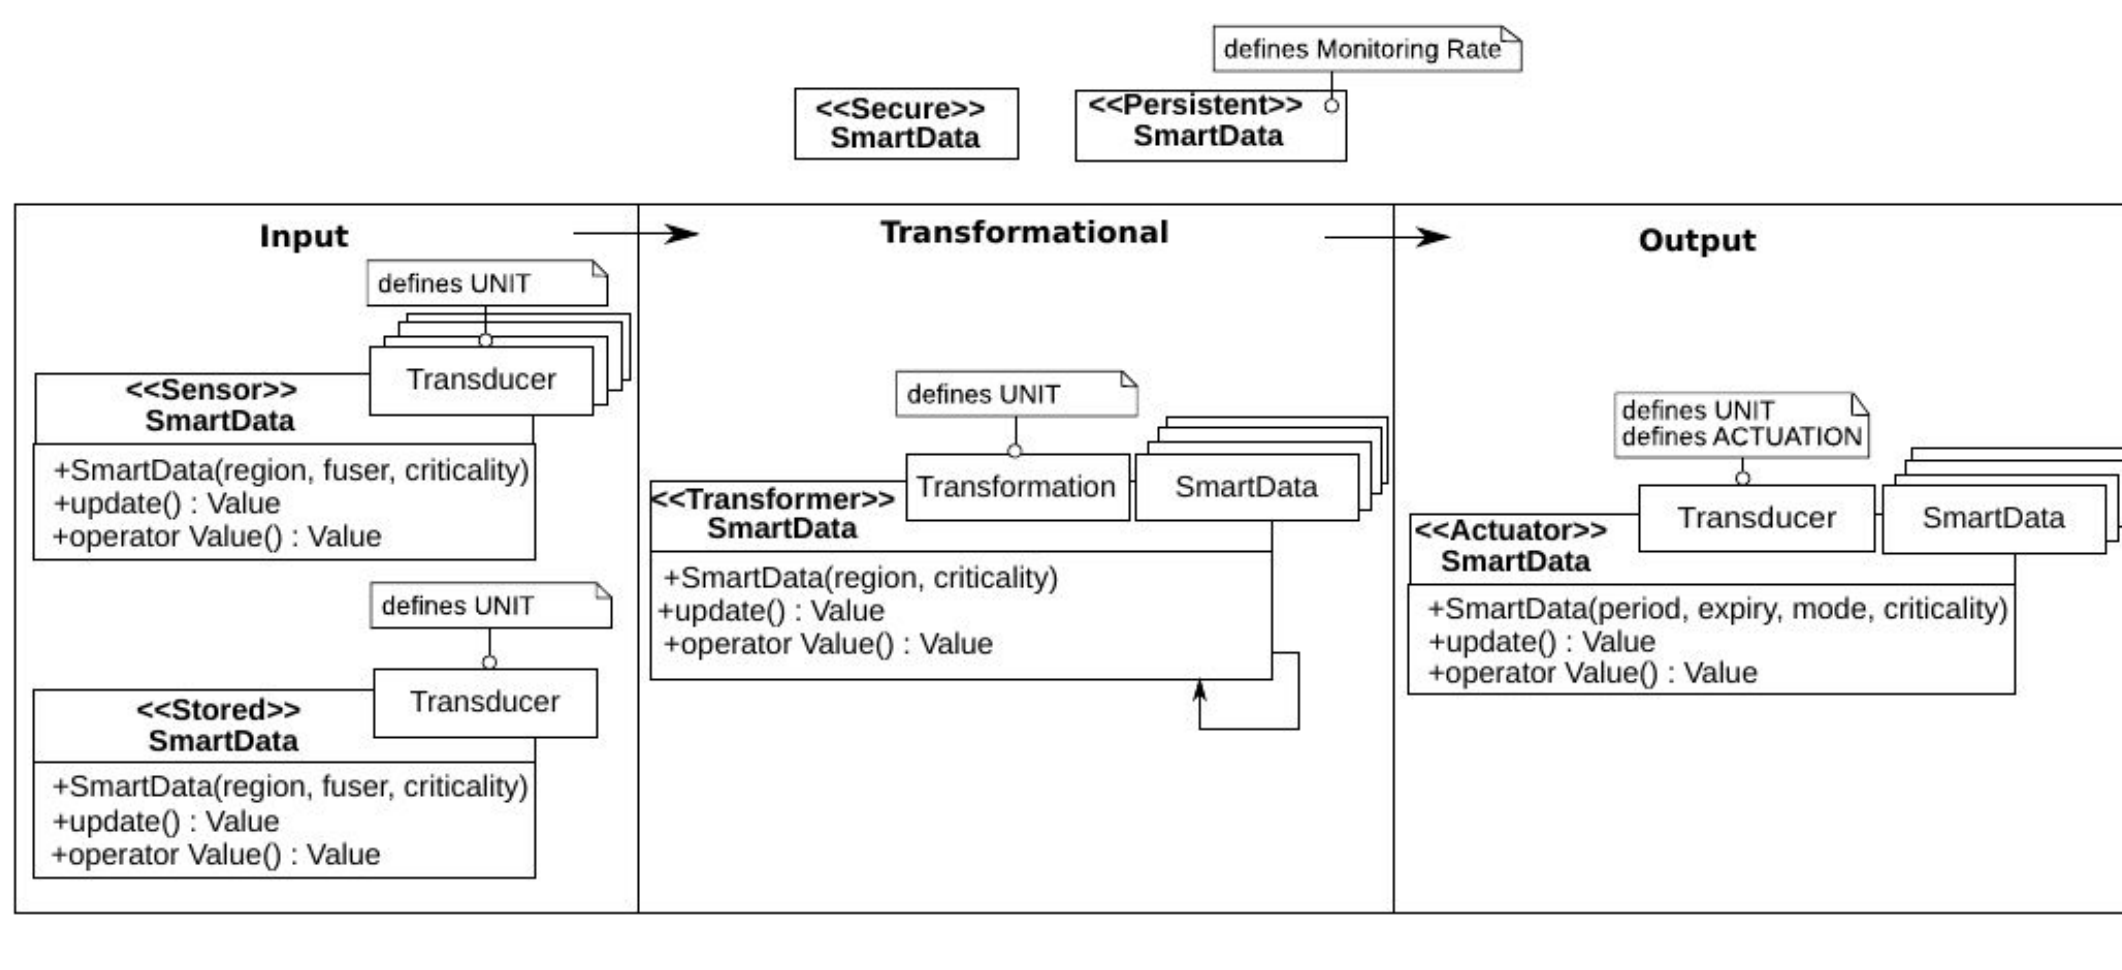 defines Monitoring Rate
<<Secure>>
SmartData
<<Persistent>>
SmartData
Input
Transformational
Output
defines UNIT
Transducer
<<Sensor>>
SmartData
+SmartData(region, fuser, criticality)
+update() : Value
+operator Value() : Value
defines UNIT
Transducer
<<Stored>>
SmartData
+SmartData(region, fuser, criticality)
+update() : Value
+operator Value() : Value
defines UNIT
Transformation
SmartData
<<Transformer>>
SmartData
+SmartData(region, criticality)
+update() : Value
+operator Value() : Value
defines UNIT
defines ACTUATION
Transducer
SmartData
<<Actuator>>
SmartData
+SmartData(period, expiry, mode, criticality)
+update() : Value
+operator Value() : Value